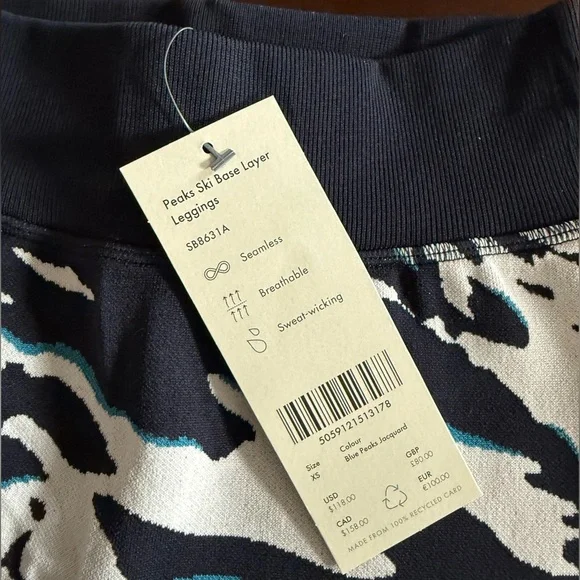 Peaks Ski Base Layer
Leggings
SB8631A
Seamless
Breathable
Sweat-wicking
5059121513178
Size
XS
Colour
Blue Peaks Jacquard
USD
$118.00
GBP
£80.00
CAD
$158.00
EUR
€100.00
MADE FROM 100% RECYCLED CARD